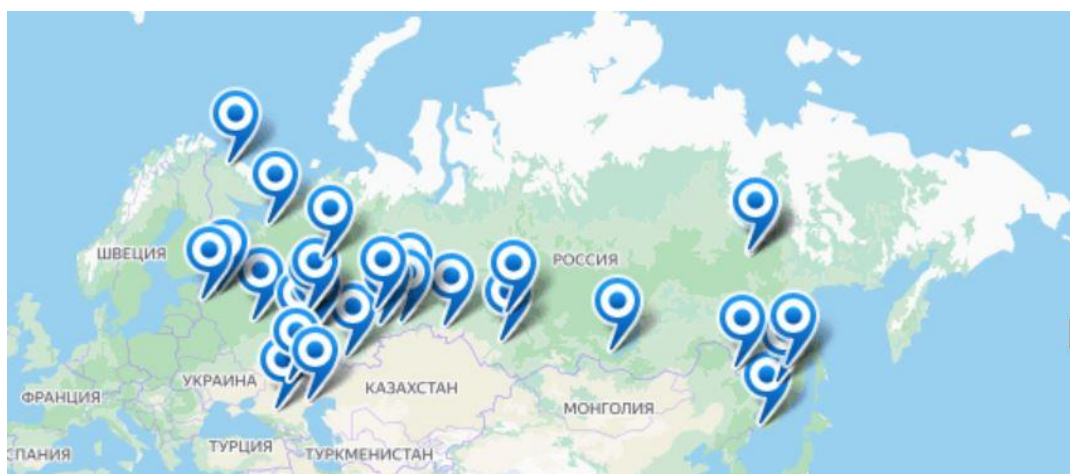 ШВЕЦИЯ
РОССИЯ
УКРАИНА
КАЗАХСТАН
ФРАНЦИЯ
МОНГОЛИЯ
ТУРЦИЯ
ТУРКМЕНИСТАН
СПАНИЯ